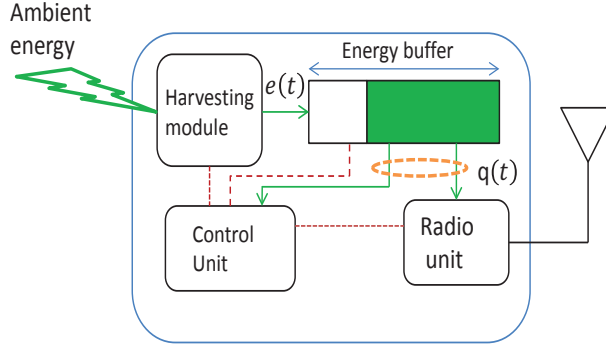 Ambient
energy
Energy buffer
Harvesting
module
e(t)
q(t)
Control
Unit
Radio
unit